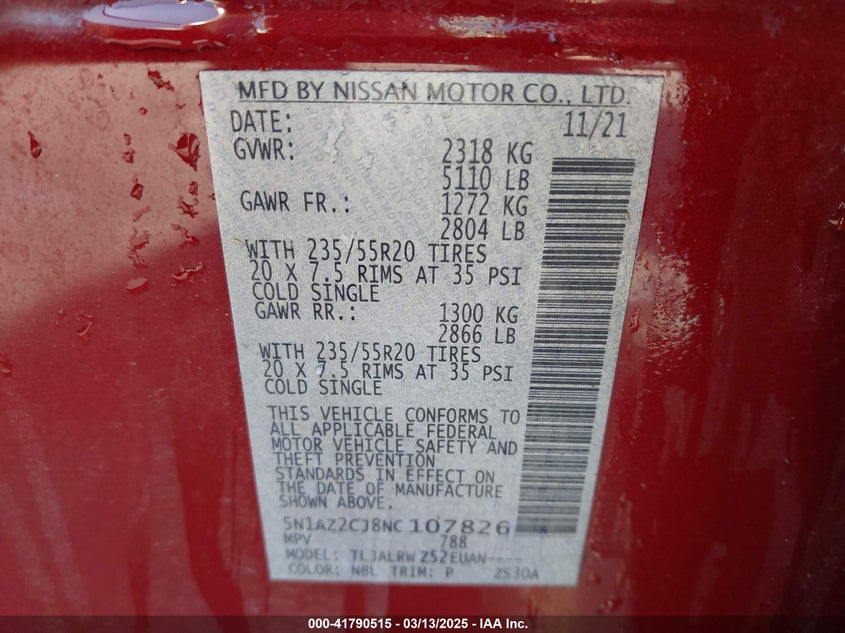 MFD BY NISSAN MOTOR CO., LTD.
DATE: 11/21
GVWR: 2318 KG
5110 LB
GAWR FR.: 1272 KG
2804 LB
WITH 235/55R20 TIRES
20 X 7.5 RIMS AT 35 PSI
COLD SINGLE
GAWR RR.: 1300 KG
2866 LB
WITH 235/55R20 TIRES
20 X 7.5 RIMS AT 35 PSI
COLD SINGLE
THIS VEHICLE CONFORMS TO
ALL APPLICABLE FEDERAL
MOTOR VEHICLE SAFETY AND
THEFT PREVENTION
STANDARDS IN EFFECT ON
THE DATE OF MANUFACTURE
SHOWN ABOVE.
5N1AZ2CJ8NC107826
MPV 788
MODEL: TLJALRW Z52EUAN----
COLOR: NBL TRIM: P ZS30A
000-41790515 - 03/13/2025 - IAA Inc.